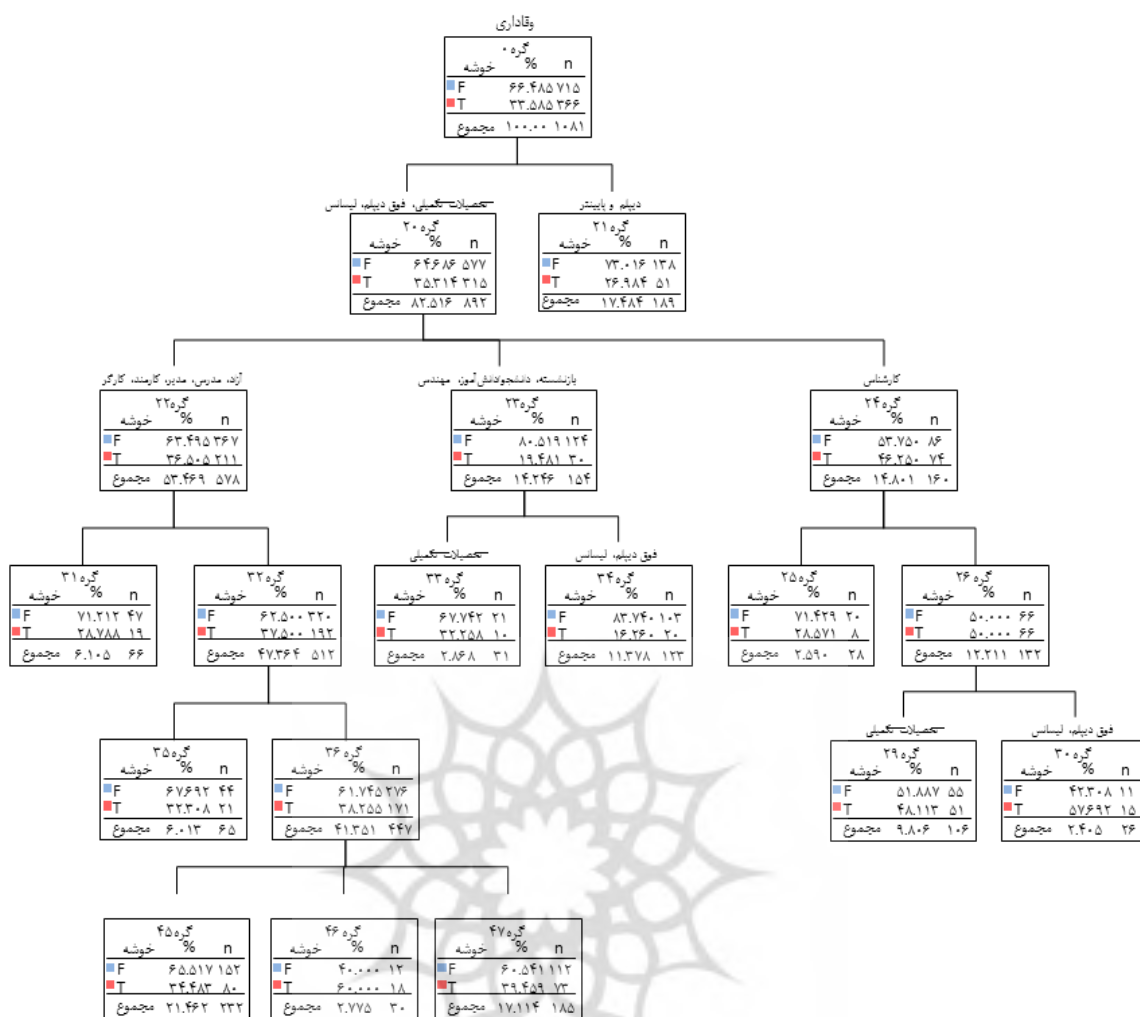 وفاداری
گره ۰
خوشه % n
F ۶۶.۴۸۵ ۷۱۵
T ۳۳.۵۸۵ ۳۶۶
مجموع ۱۰۰.۰۰ ۱۰۸۱
تحصیلات تکمیلی، فوق دیپلم، لیسانس
گره ۲۰
خوشه % n
F ۶۴.۶۸۶ ۵۷۷
T ۳۵.۳۱۴ ۳۱۵
مجموع ۸۲.۵۱۶ ۸۹۲
دیپلم و پایینتر
گره ۲۱
خوشه % n
F ۷۳.۰۱۶ ۱۳۸
T ۲۶.۹۸۴ ۵۱
مجموع ۱۷.۴۸۴ ۱۸۹
آزاد، مدرس، مدیر، کارمند، کارگر
گره ۲۲
خوشه % n
F ۶۳.۴۹۵ ۳۶۷
T ۳۶.۵۰۵ ۲۱۱
مجموع ۵۳.۴۶۹ ۵۷۸
بازنشسته، دانشجو/دانش‌آموز، مهندس
گره ۲۳
خوشه % n
F ۸۰.۵۱۹ ۱۲۴
T ۱۹.۴۸۱ ۳۰
مجموع ۱۴.۲۴۶ ۱۵۴
کارشناس
گره ۲۴
خوشه % n
F ۵۳.۷۵۰ ۸۶
T ۴۶.۲۵۰ ۷۴
مجموع ۱۴.۸۰۱ ۱۶۰
گره ۳۱
خوشه % n
F ۷۱.۲۱۲ ۴۷
T ۲۸.۷۸۸ ۱۹
مجموع ۶.۱۰۵ ۶۶
گره ۳۲
خوشه % n
F ۶۲.۵۰۰ ۳۲۰
T ۳۷.۵۰۰ ۱۹۲
مجموع ۴۷.۳۶۴ ۵۱۲
تحصیلات تکمیلی
گره ۳۳
خوشه % n
F ۶۷.۷۴۲ ۲۱
T ۳۲.۲۵۸ ۱۰
مجموع ۲.۸۶۸ ۳۱
فوق دیپلم، لیسانس
گره ۳۴
خوشه % n
F ۸۳.۷۴۰ ۱۰۳
T ۱۶.۲۶۰ ۲۰
مجموع ۱۱.۳۷۸ ۱۲۳
گره ۲۵
خوشه % n
F ۷۱.۴۲۹ ۲۰
T ۲۸.۵۷۱ ۸
مجموع ۲.۵۹۰ ۲۸
گره ۲۶
خوشه % n
F ۵۰.۰۰۰ ۶۶
T ۵۰.۰۰۰ ۶۶
مجموع ۱۲.۲۱۱ ۱۳۲
گره ۳۵
خوشه % n
F ۶۷.۶۹۲ ۴۴
T ۳۲.۳۰۸ ۲۱
مجموع ۶.۰۱۳ ۶۵
گره ۳۶
خوشه % n
F ۶۱.۷۴۵ ۲۷۶
T ۳۸.۲۵۵ ۱۷۱
مجموع ۴۱.۳۵۱ ۴۴۷
تحصیلات تکمیلی
گره ۲۹
خوشه % n
F ۵۱.۸۸۷ ۵۵
T ۴۸.۱۱۳ ۵۱
مجموع ۹.۸۰۶ ۱۰۶
فوق دیپلم، لیسانس
گره ۳۰
خوشه % n
F ۴۲.۳۰۸ ۱۱
T ۵۷.۶۹۲ ۱۵
مجموع ۲.۴۰۵ ۲۶
گره ۴۵
خوشه % n
F ۶۵.۵۱۷ ۱۵۲
T ۳۴.۴۸۳ ۸۰
مجموع ۲۱.۴۶۲ ۲۳۲
گره ۴۶
خوشه % n
F ۴۰.۰۰۰ ۱۲
T ۶۰.۰۰۰ ۱۸
مجموع ۲.۷۷۵ ۳۰
گره ۴۷
خوشه % n
F ۶۰.۵۴۱ ۱۱۲
T ۳۹.۴۵۹ ۷۳
مجموع ۱۷.۱۱۴ ۱۸۵